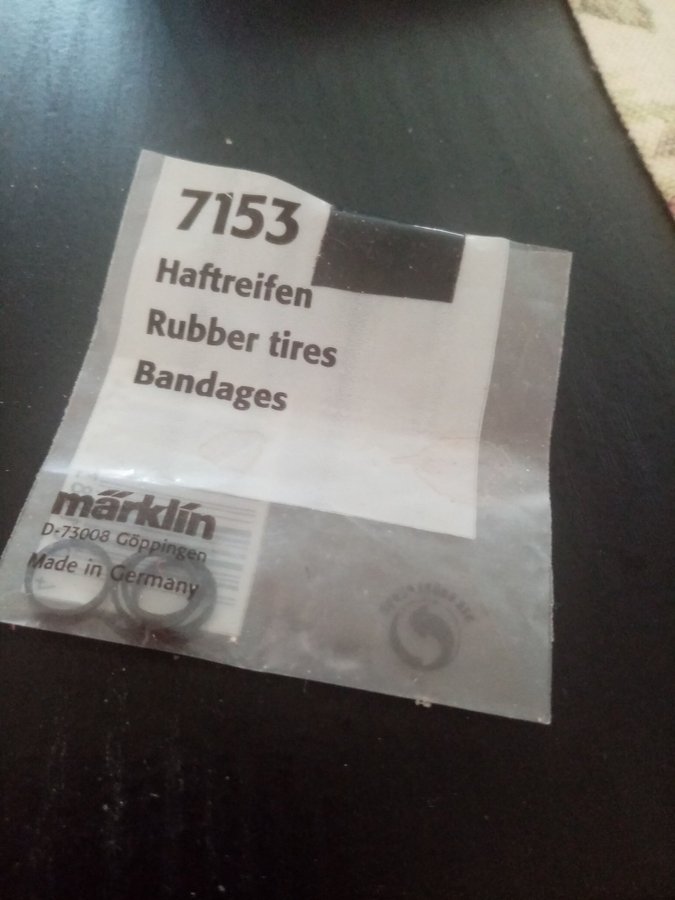 7153
Haftreifen
Rubber tires
Bandages
märklin
D-73008 Göppingen
Made in Germany